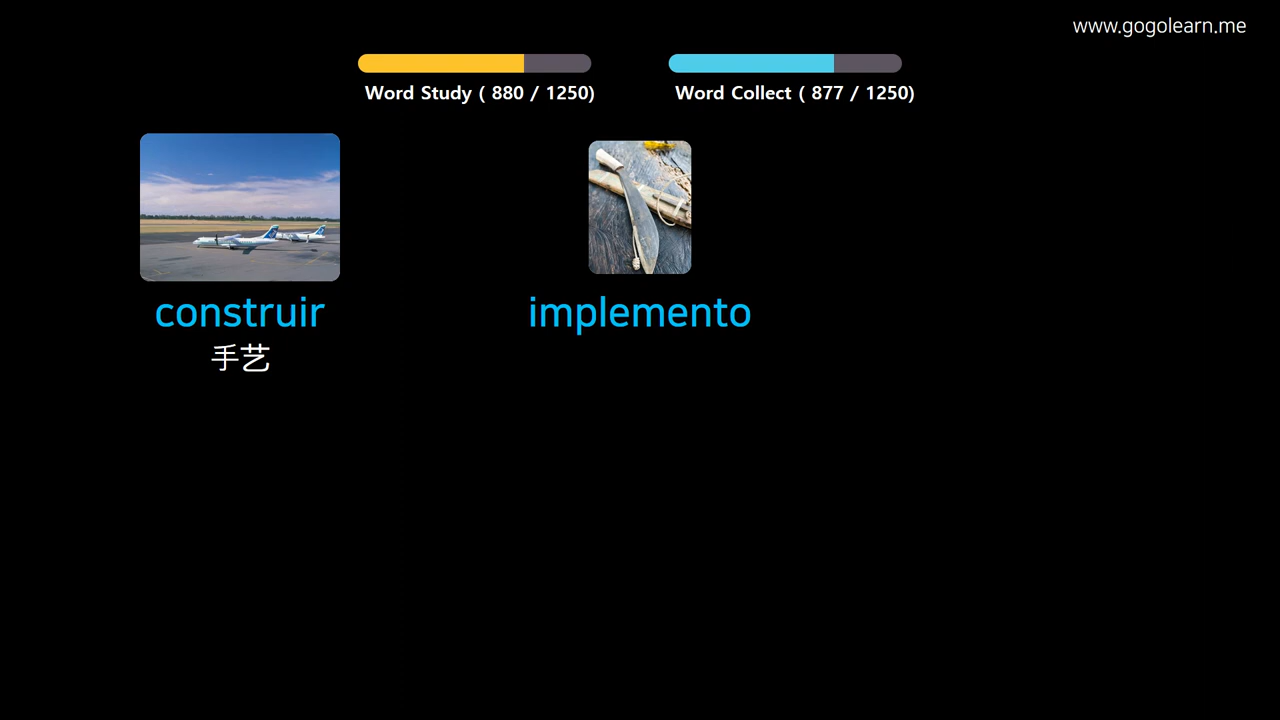 www.gogolearn.me
Word Study ( 880 / 1250)
Word Collect ( 877 / 1250)
construir
手艺
implemento